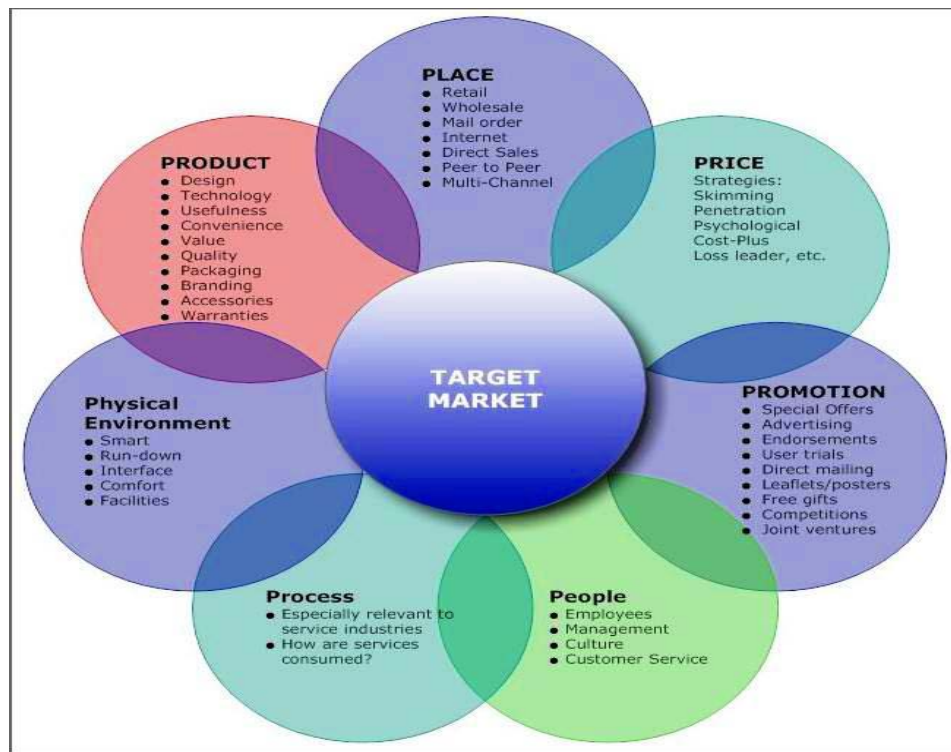 PLACE
● Retail
● Wholesale
● Mail order
● Internet
● Direct Sales
● Peer to Peer
● Multi-Channel
PRODUCT
● Design
● Technology
● Usefulness
● Convenience
● Value
● Quality
● Packaging
● Branding
● Accessories
● Warranties
PRICE
Strategies:
Skimming
Penetration
Psychological
Cost-Plus
Loss leader, etc.
TARGET
MARKET
Physical
Environment
● Smart
● Run-down
● Interface
● Comfort
● Facilities
PROMOTION
● Special Offers
● Advertising
● Endorsements
● User trials
● Direct mailing
● Leaflets/posters
● Free gifts
● Competitions
● Joint ventures
Process
● Especially relevant to
service industries
● How are services
consumed?
People
● Employees
● Management
● Culture
● Customer Service